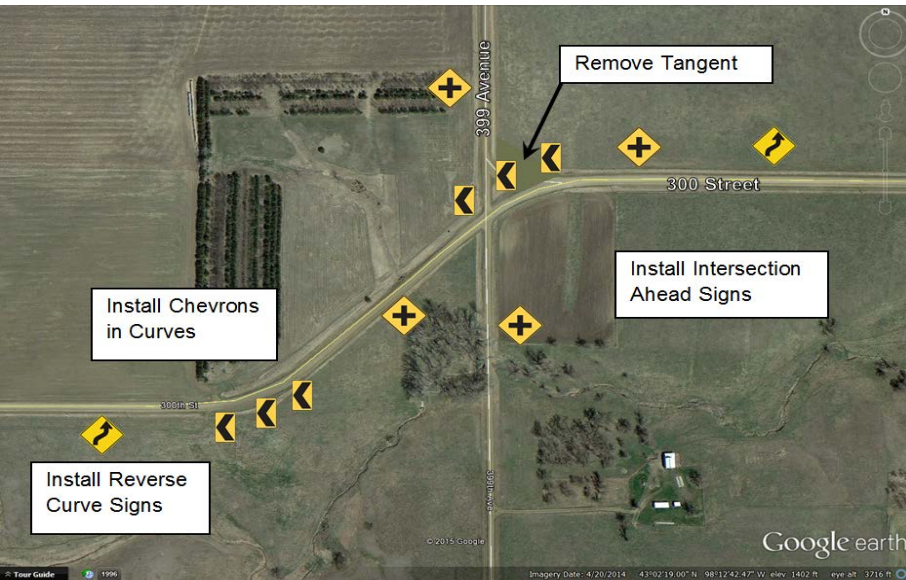 N
399 Avenue
Remove Tangent
300 Street
Install Intersection
Ahead Signs
Install Chevrons
in Curves
300th St
Install Reverse
Curve Signs
399th Ave
© 2015 Google
Google earth
Tour Guide
1996
Imagery Date: 4/20/2014 43°02'19.00" N 98°12'42.47" W elev 1402 ft eye alt 3716 ft